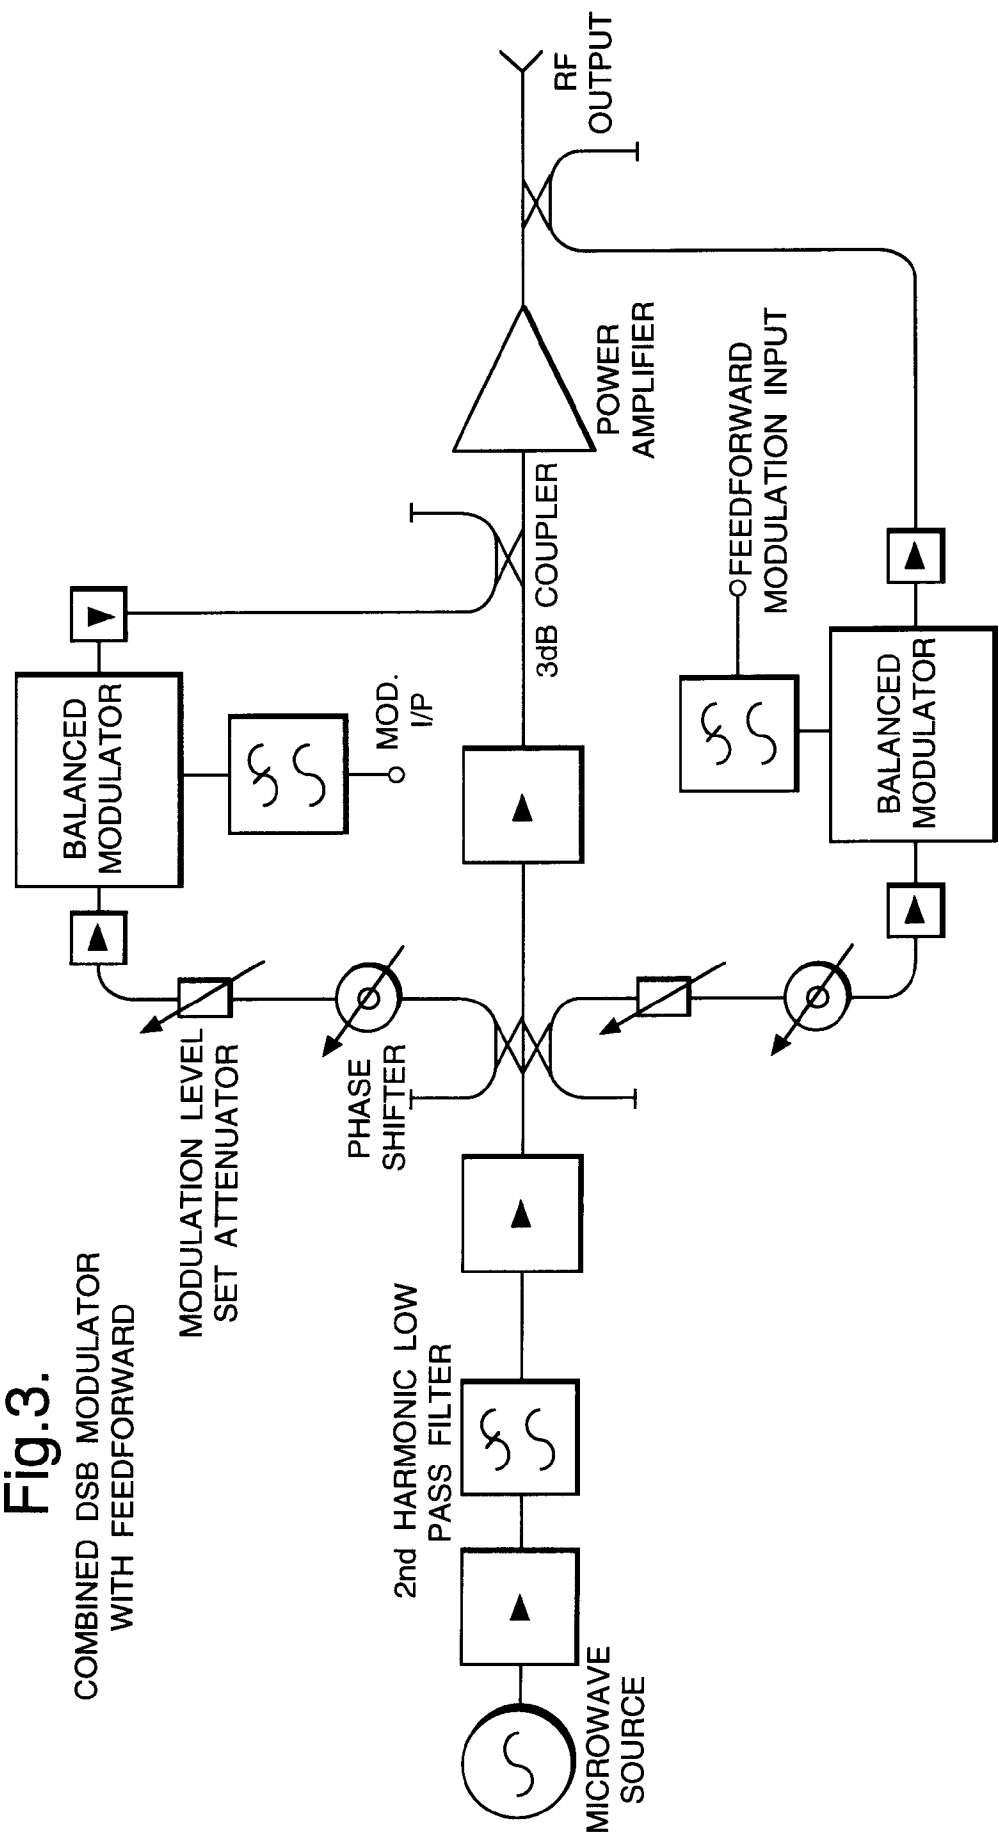 Fig.3.
COMBINED DSB MODULATOR
WITH FEEDFORWARD
MODULATION LEVEL
SET ATTENUATOR
BALANCED
MODULATOR
PHASE
SHIFTER
MOD.
I/P
2nd HARMONIC LOW
PASS FILTER
MICROWAVE
SOURCE
3dB COUPLER
POWER
AMPLIFIER
RF
OUTPUT
FEEDFORWARD
MODULATION INPUT
BALANCED
MODULATOR